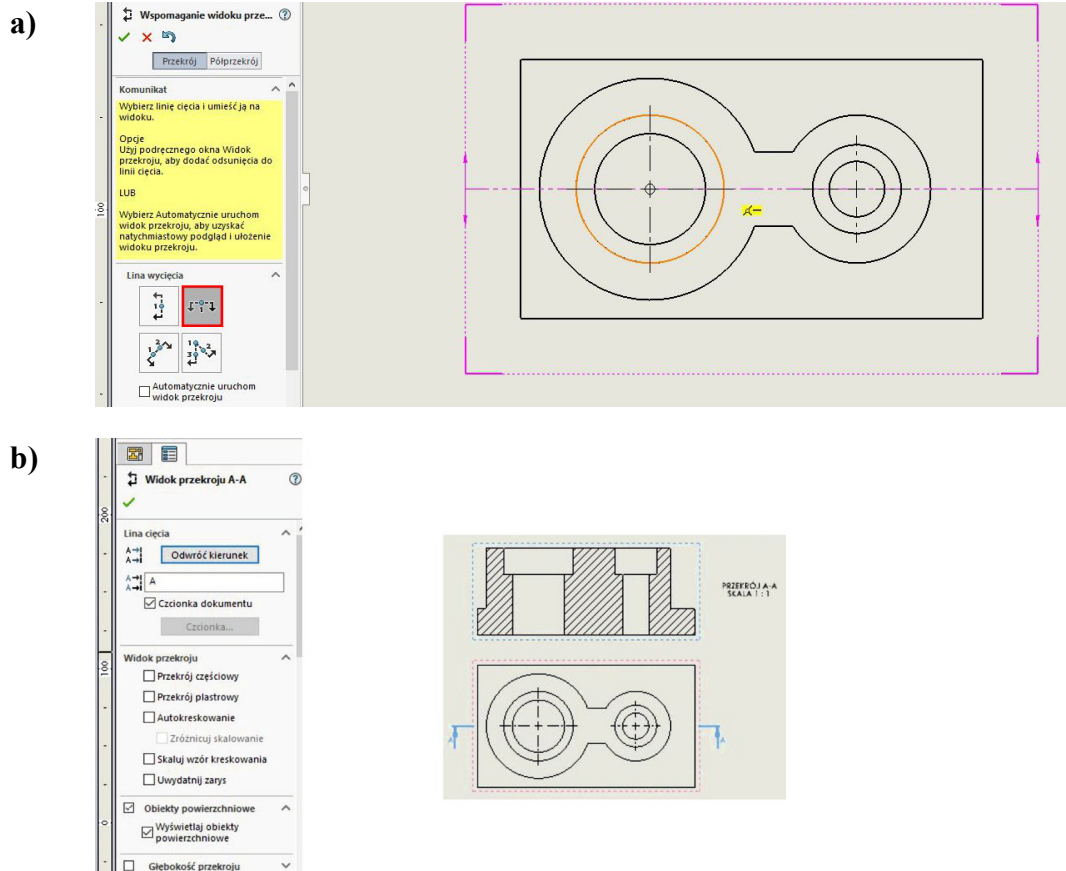 a)
Wspomaganie widoku prze...
Przekrój Półprzekrój
Komunikat
Wybierz linię cięcia i umieść ją na
widoku.
Opcje
Użyj podręcznego okna Widok
przekroju, aby dodać odsunięcia do
linii cięcia.
LUB
Wybierz Automatycznie uruchom
widok przekroju, aby uzyskać
natychmiastowy podgląd i ułożenie
widoku przekroju.
Lina wycięcia
Automatycznie uruchom
widok przekroju
100
b)
Widok przekroju A-A
Lina cięcia
Odwróć kierunek
A
Czcionka dokumentu
Czcionka...
Widok przekroju
Przekrój częściowy
Przekrój plastrowy
Autokreskowanie
Zróżnicuj skalowanie
Skaluj wzór kreskowania
Uwydatnij zarys
Obiekty powierzchniowe
Wyświetlaj obiekty
powierzchniowe
Głębokość przekroju
200
100
0
PRZEKRÓJ A-A
SKALA 1 : 1
A A